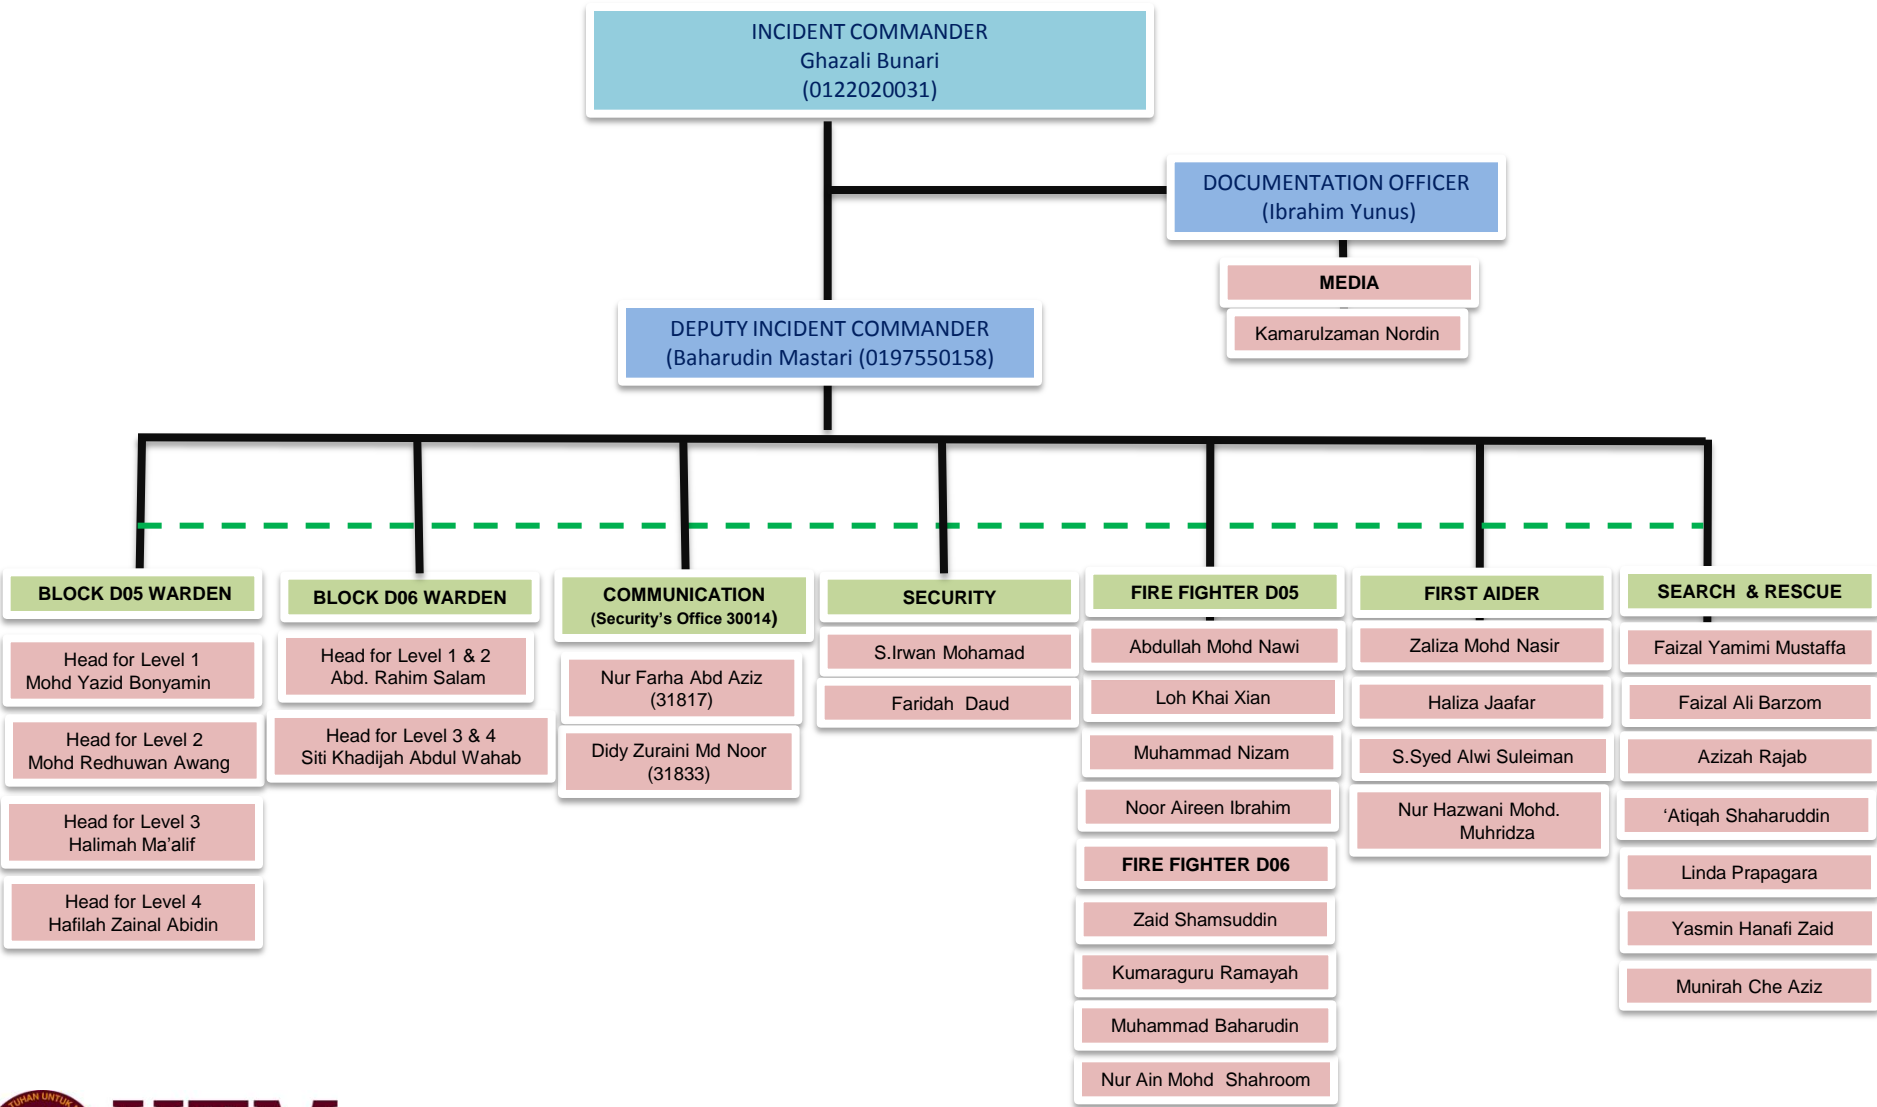 INCIDENT COMMANDER
Ghazali Bunari
(0122020031)
DOCUMENTATION OFFICER
(Ibrahim Yunus)
MEDIA
Kamarulzaman Nordin
DEPUTY INCIDENT COMMANDER
(Baharudin Mastari (0197550158)
BLOCK D05 WARDEN
Head for Level 1
Mohd Yazid Bonyamin
Head for Level 2
Mohd Redhuwan Awang
Head for Level 3
Halimah Ma'alif
Head for Level 4
Hafilah Zainal Abidin
BLOCK D06 WARDEN
Head for Level 1 & 2
Abd. Rahim Salam
Head for Level 3 & 4
Siti Khadijah Abdul Wahab
COMMUNICATION
(Security's Office 30014)
Nur Farha Abd Aziz
(31817)
Didy Zuraini Md Noor
(31833)
SECURITY
S.Irwan Mohamad
Faridah Daud
FIRE FIGHTER D05
Abdullah Mohd Nawi
Loh Khai Xian
Muhammad Nizam
Noor Aireen Ibrahim
FIRE FIGHTER D06
Zaid Shamsuddin
Kumaraguru Ramayah
Muhammad Baharudin
Nur Ain Mohd Shahroom
FIRST AIDER
Zaliza Mohd Nasir
Haliza Jaafar
S.Syed Alwi Suleiman
Nur Hazwani Mohd.
Muhridza
SEARCH & RESCUE
Faizal Yamimi Mustaffa
Faizal Ali Barzom
Azizah Rajab
‘Atiqah Shaharuddin
Linda Prapagara
Yasmin Hanafi Zaid
Munirah Che Aziz